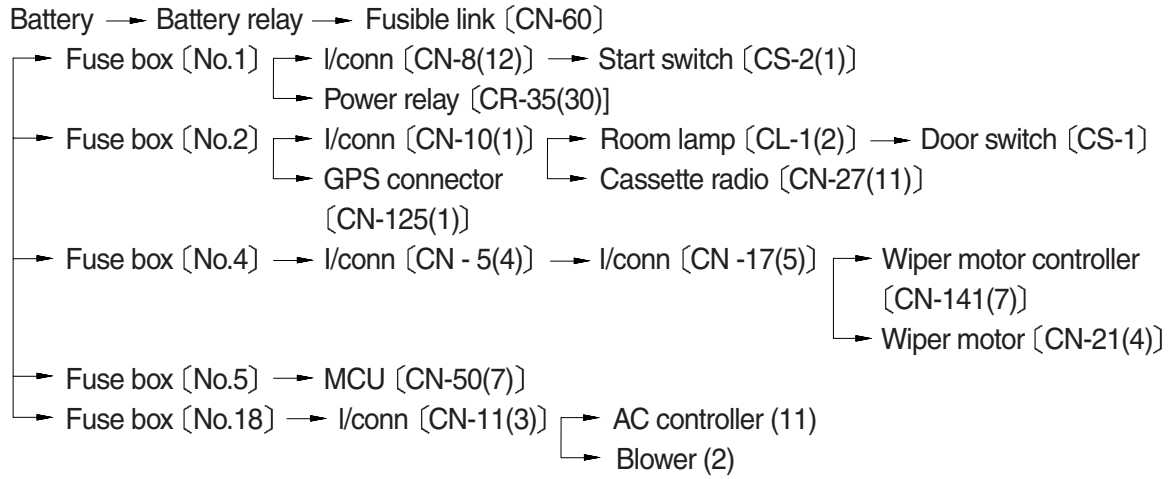 Battery → Battery relay → Fusible link 〔CN-60〕
Fuse box 〔No.1〕 I/conn 〔CN-8(12)〕 → Start switch 〔CS-2(1)〕
Power relay 〔CR-35(30)]
Fuse box 〔No.2〕 I/conn 〔CN-10(1)〕 Room lamp 〔CL-1(2)〕 → Door switch 〔CS-1〕
GPS connector Cassette radio 〔CN-27(11)〕
〔CN-125(1)〕
Fuse box 〔No.4〕 → I/conn 〔CN - 5(4)〕 → I/conn 〔CN -17(5)〕 Wiper motor controller
〔CN-141(7)〕
Wiper motor 〔CN-21(4)〕
Fuse box 〔No.5〕 → MCU 〔CN-50(7)〕
Fuse box 〔No.18〕 → I/conn 〔CN-11(3)〕 AC controller (11)
Blower (2)